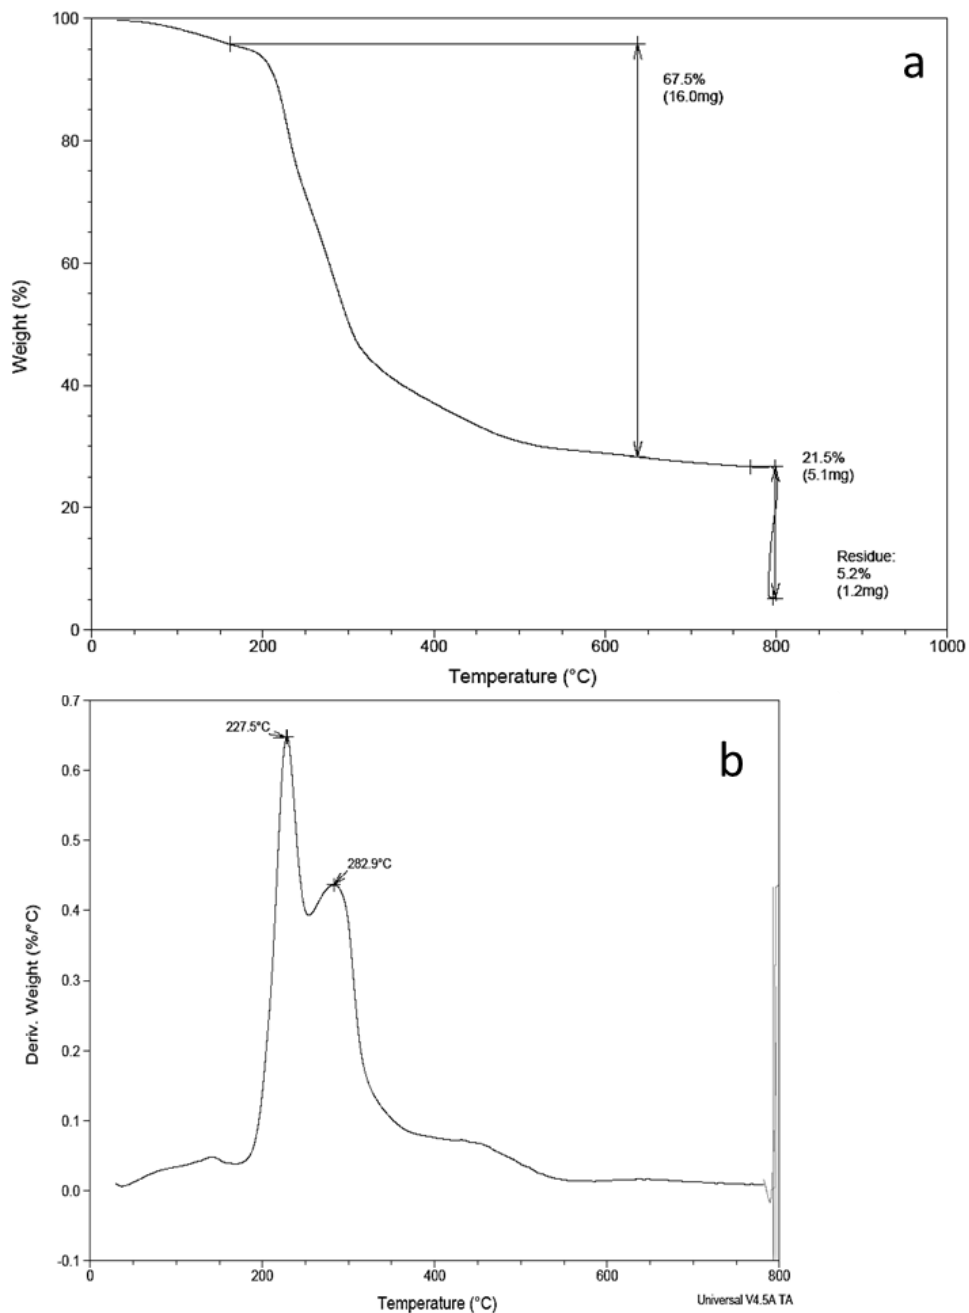 100
80
60
40
20
0
Weight (%)
a
67.5%
(16.0mg)
21.5%
(5.1mg)
Residue:
5.2%
(1.2mg)
0
200
400
600
800
1000
Temperature (°C)
0.7
0.6
0.5
0.4
0.3
0.2
0.1
0.0
-0.1
Deriv. Weight (%/°C)
b
227.5°C
282.9°C
0
200
400
600
800
Temperature (°C)
Universal V4.5A TA